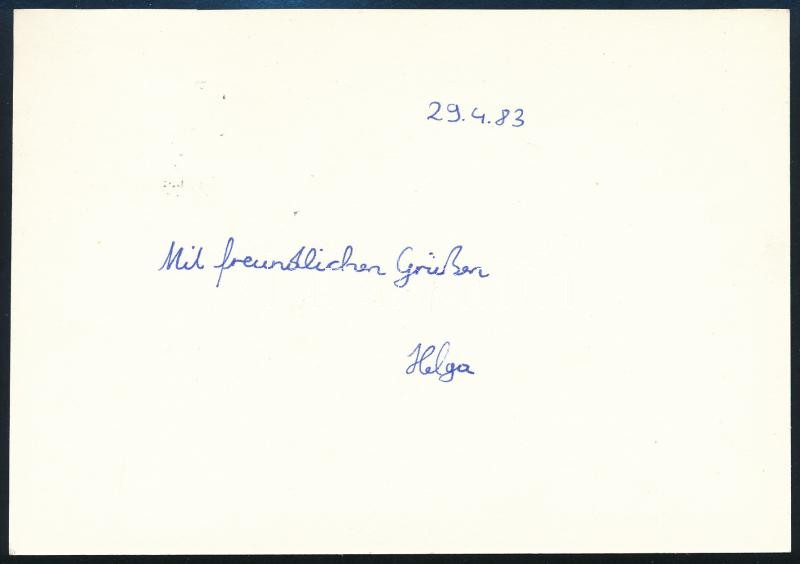 29.4.83
Mit freundlichen Grüßen
Helga